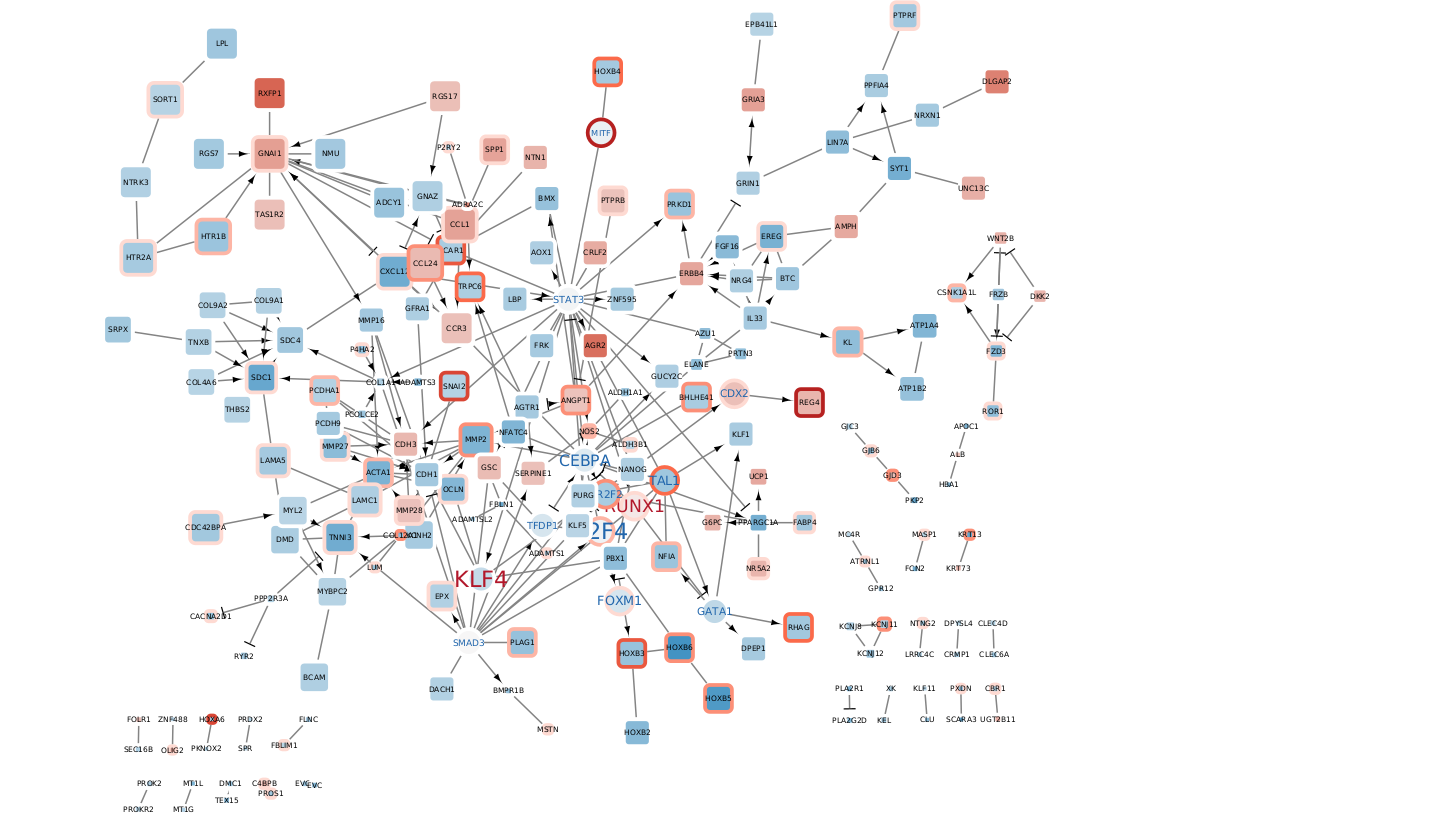 PTPRF
EPB41L1
LPL
HOXB4
DLGAP2
PPFIA4
RXFP1
RGS17
GRIA3
SORT1
NRXN1
MITF
LIN7A
P2RY2
SPP1
NTN1
RGS7
GNAI1
NMU
SYT1
NTRK3
GRIN1
UNC13C
GNAZ
BMX
PTPRB
ADCY1
ADRA2C
PRKD1
TAS1R2
CCL1
AMPH
HTR1B
EREG
WNT2B
FGF16
HTR2A
CAR1
AOX1
CRLF2
CCL24
ERBB4
NRG4
BTC
TRPC6
CSNK1A1L
FRZB
DKK2
COL9A1
COL9A2
LBP
STAT3
ZNF595
GFRA1
MMP16
IL33
ATP1A4
SRPX
CCR3
AZU1
TNXB
SDC4
KL
FRK
AGR2
P4HA2
PRTN3
FZD3
ELANE
SDC1
COL4A6
ADAMTS3
SNAI2
GUCY2C
ATP1B2
PCDHA1
ALDH1A1
CDX2
BHLHE41
ANGPT1
REG4
THBS2
AGTR1
ROR1
PCOLCE2
PCDH9
NFATC4
NOS2
KLF1
GJC3
APOC1
MMP2
CDH3
ALDH3B1
MMP27
GJB6
ALB
LAMA5
CEBPA
GSC
NANOG
ACTA1
CDH1
SERPINE1
GJD3
UCP1
TAL1
HBA1
OCLN
PURG
LAMC1
RUNX1
PKP2
FBLN1
MYL2
MMP28
ADAMTSL2
G6PC
PPARGC1A
FABP4
CDC42BPA
TFDP1
KLF5
MC4R
MASP1
KRT13
TNNI3
DMD
ADAMTS1
PBX1
NFIA
ATRNL1
LUM
FCN2
KRT73
NR5A2
KLF4
GPR12
MYBPC2
EPX
FOXM1
PPP2R3A
GATA1
CACNA2D1
KCNJ8
KCNJ11
NTNG2
DPYSL4
CLEC4D
RHAG
SMAD3
PLAG1
HOXB3
HOXB6
DPEP1
RYR2
KCNJ12
LRRC4C
CRMP1
CLEC6A
BCAM
DACH1
BMPR1B
HOXB5
PLA2R1
XK
KLF11
PXDN
CBR1
FOLR1
ZNF488
HOXA6
PRDX2
FLNC
PLA2G2D
KEL
CLU
SCARA3
UGT2B11
MSTN
HOXB2
SEC16B
OLIG2
PKNOX2
SPR
FBLIM1
PROK2
MT1L
DMC1
C4BPB
EVC
PROS1
TEX15
PROKR2
MT1G